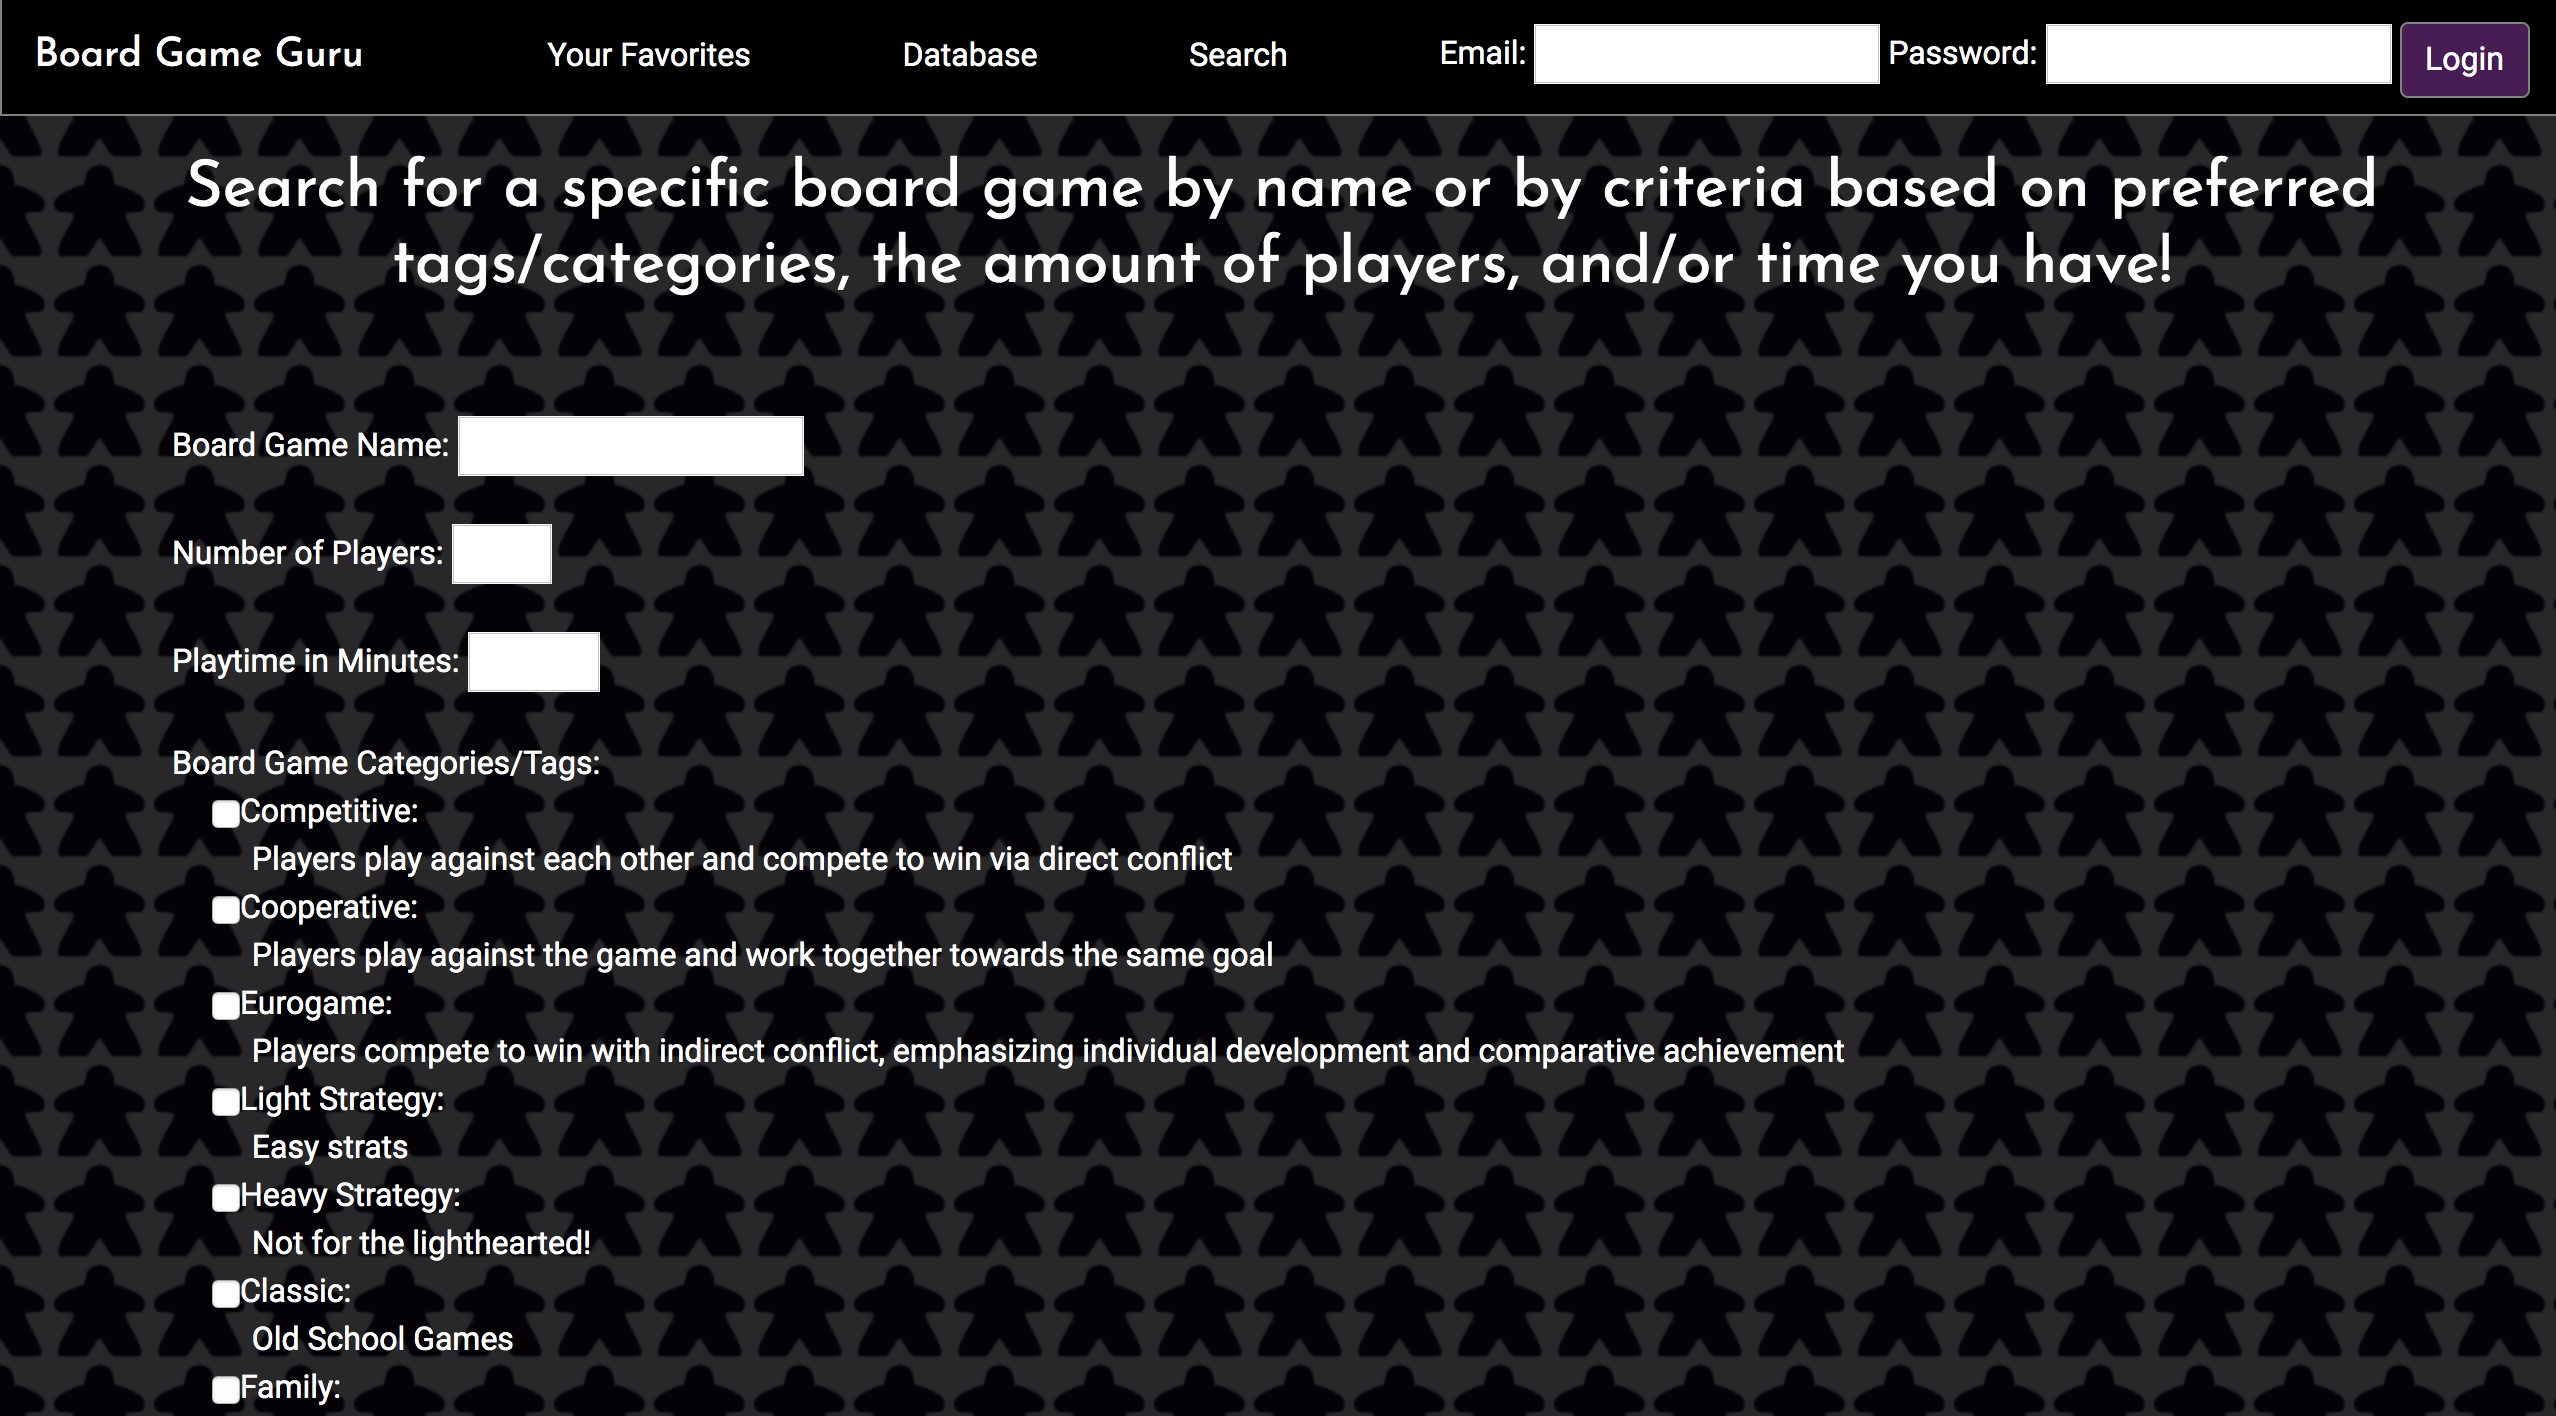 Board Game Guru Your Favorites Database Search Email: Password: Login
Search for a specific board game by name or by criteria based on preferred
tags/categories, the amount of players, and/or time you have!
Board Game Name:
Number of Players:
Playtime in Minutes:
Board Game Categories/Tags:
Competitive:
Players play against each other and compete to win via direct conflict
Cooperative:
Players play against the game and work together towards the same goal
Eurogame:
Players compete to win with indirect conflict, emphasizing individual development and comparative achievement
Light Strategy:
Easy strats
Heavy Strategy:
Not for the lighthearted!
Classic:
Old School Games
Family: